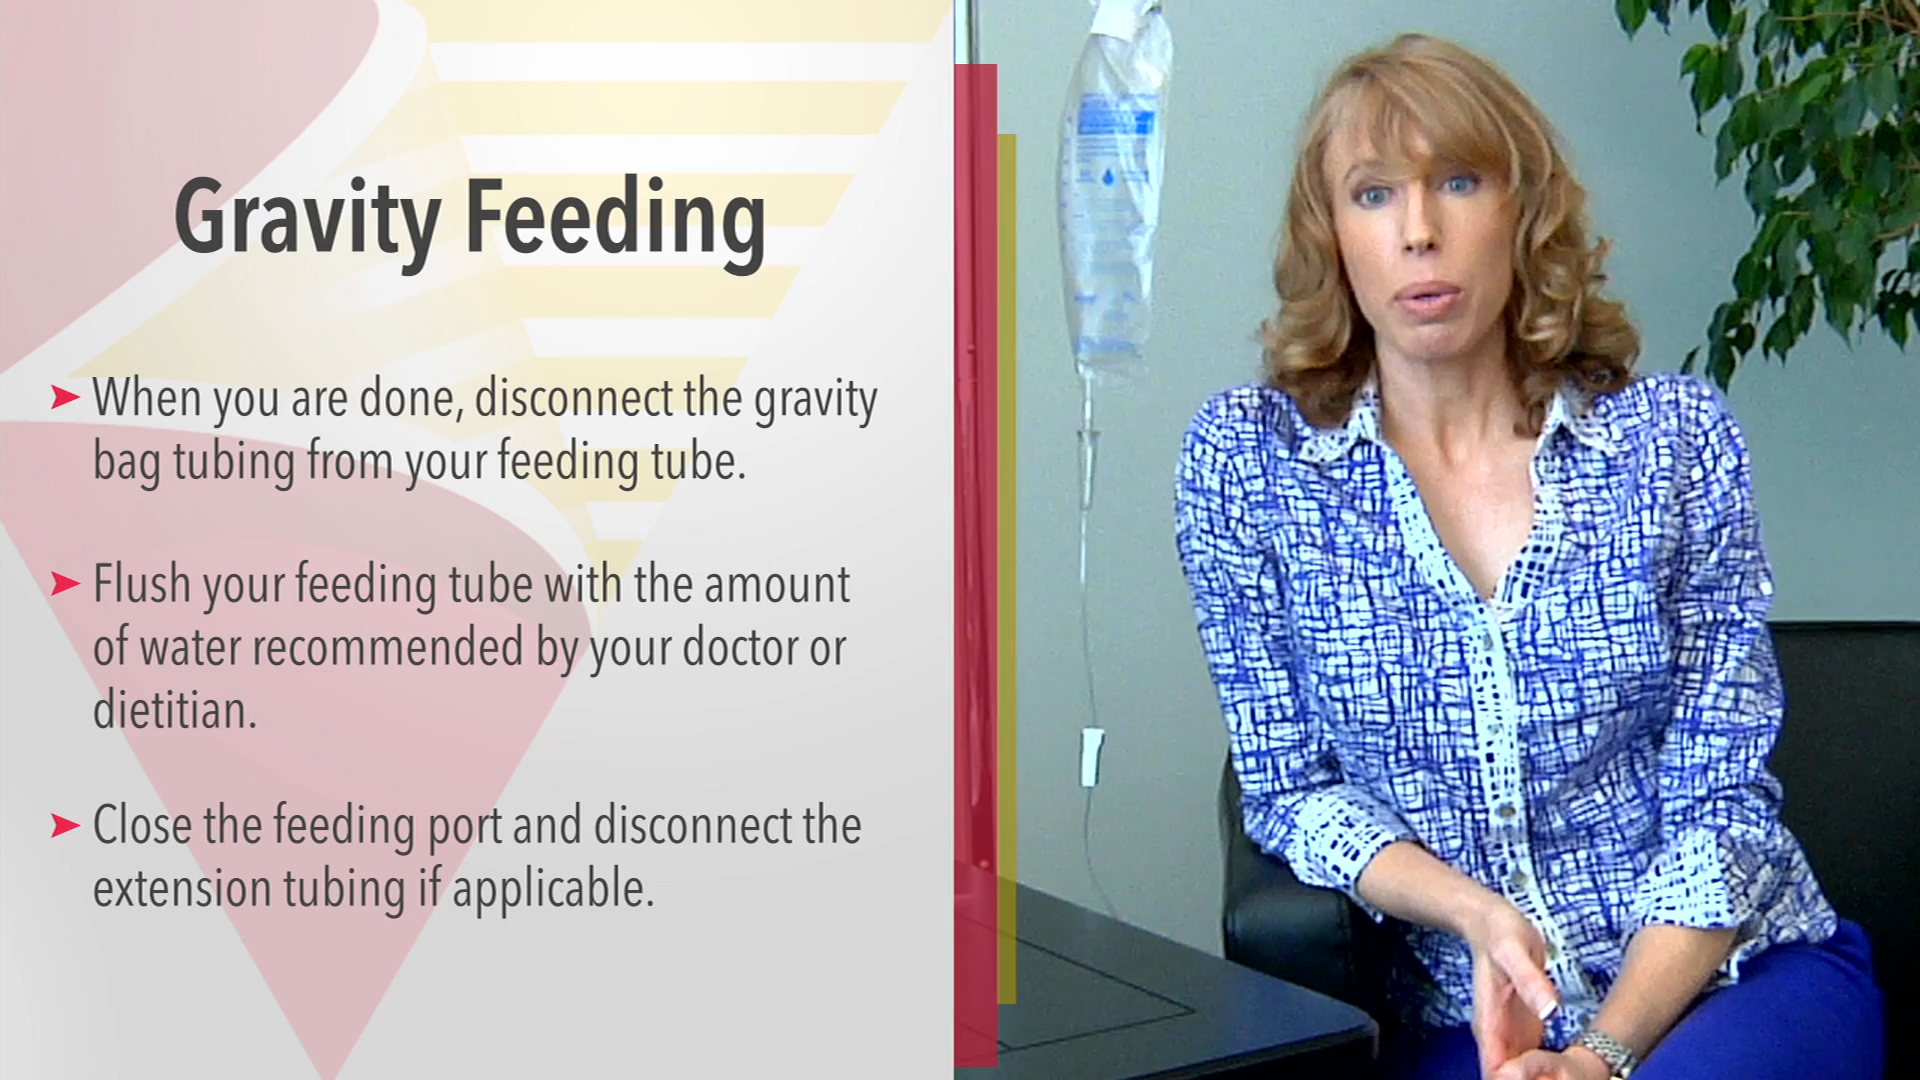 Gravity Feeding
➤ When you are done, disconnect the gravity
bag tubing from your feeding tube.
➤ Flush your feeding tube with the amount
of water recommended by your doctor or
dietitian.
➤ Close the feeding port and disconnect the
extension tubing if applicable.